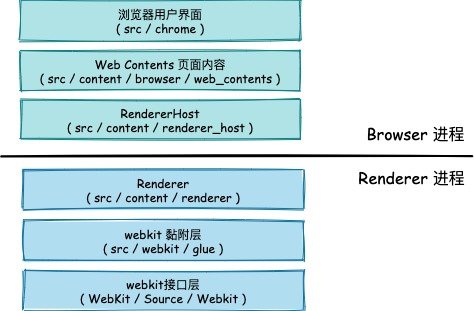 浏览器用户界面
( src / chrome )
Web Contents 页面内容
( src / content / browser / web_contents )
RendererHost
( src / content / renderer_host )
Browser 进程
Renderer 进程
Renderer
( src / content / renderer )
webkit 黏附层
( src / webkit / glue )
webkit接口层
( WebKit / Source / Webkit )